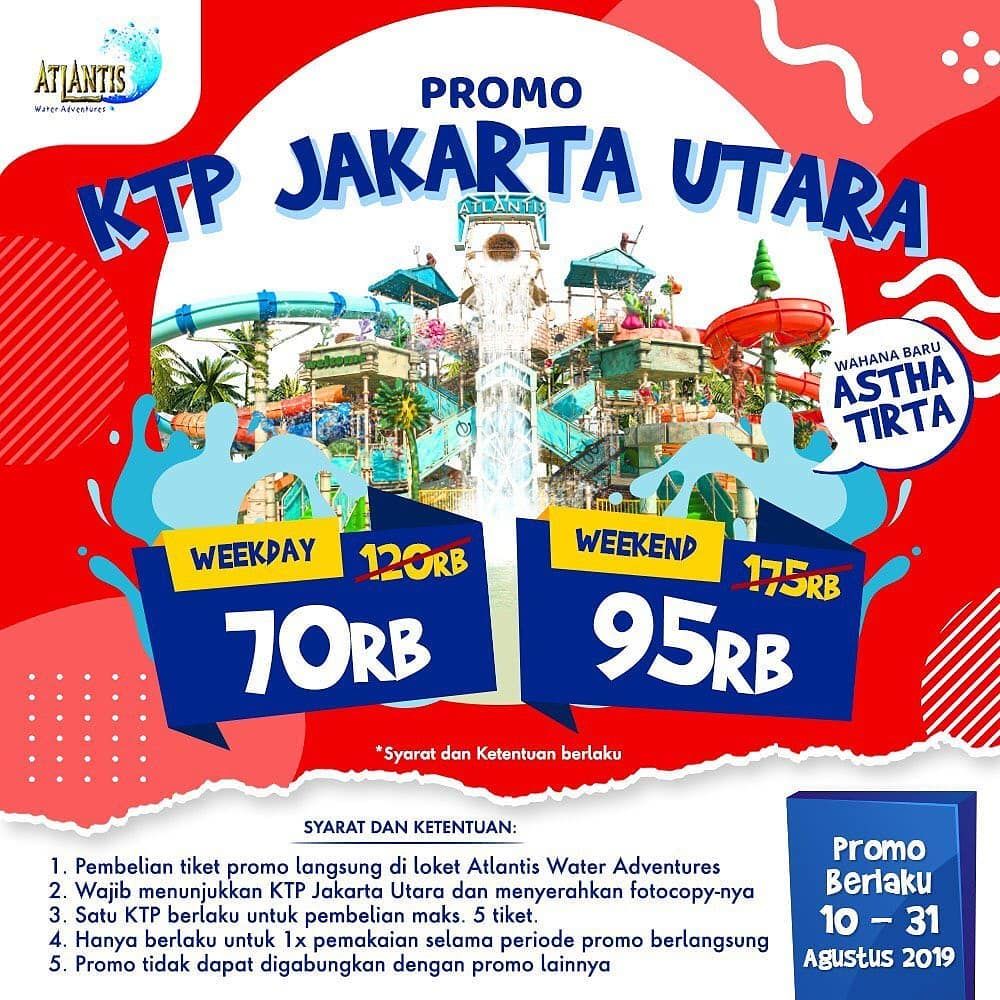 ATLANTIS
Water Adventures
PROMO
KTP JAKARTA UTARA
ATLANTIS
WAHANA BARU
ASTHA
TIRTA
WEEKDAY
120RB
70RB
WEEKEND
175RB
95RB
*Syarat dan Ketentuan berlaku
SYARAT DAN KETENTUAN:
1. Pembelian tiket promo langsung di loket Atlantis Water Adventures
2. Wajib menunjukkan KTP Jakarta Utara dan menyerahkan fotocopy-nya
3. Satu KTP berlaku untuk pembelian maks. 5 tiket.
4. Hanya berlaku untuk 1x pemakaian selama periode promo berlangsung
5. Promo tidak dapat digabungkan dengan promo lainnya
Promo
Berlaku
10 – 31
Agustus 2019